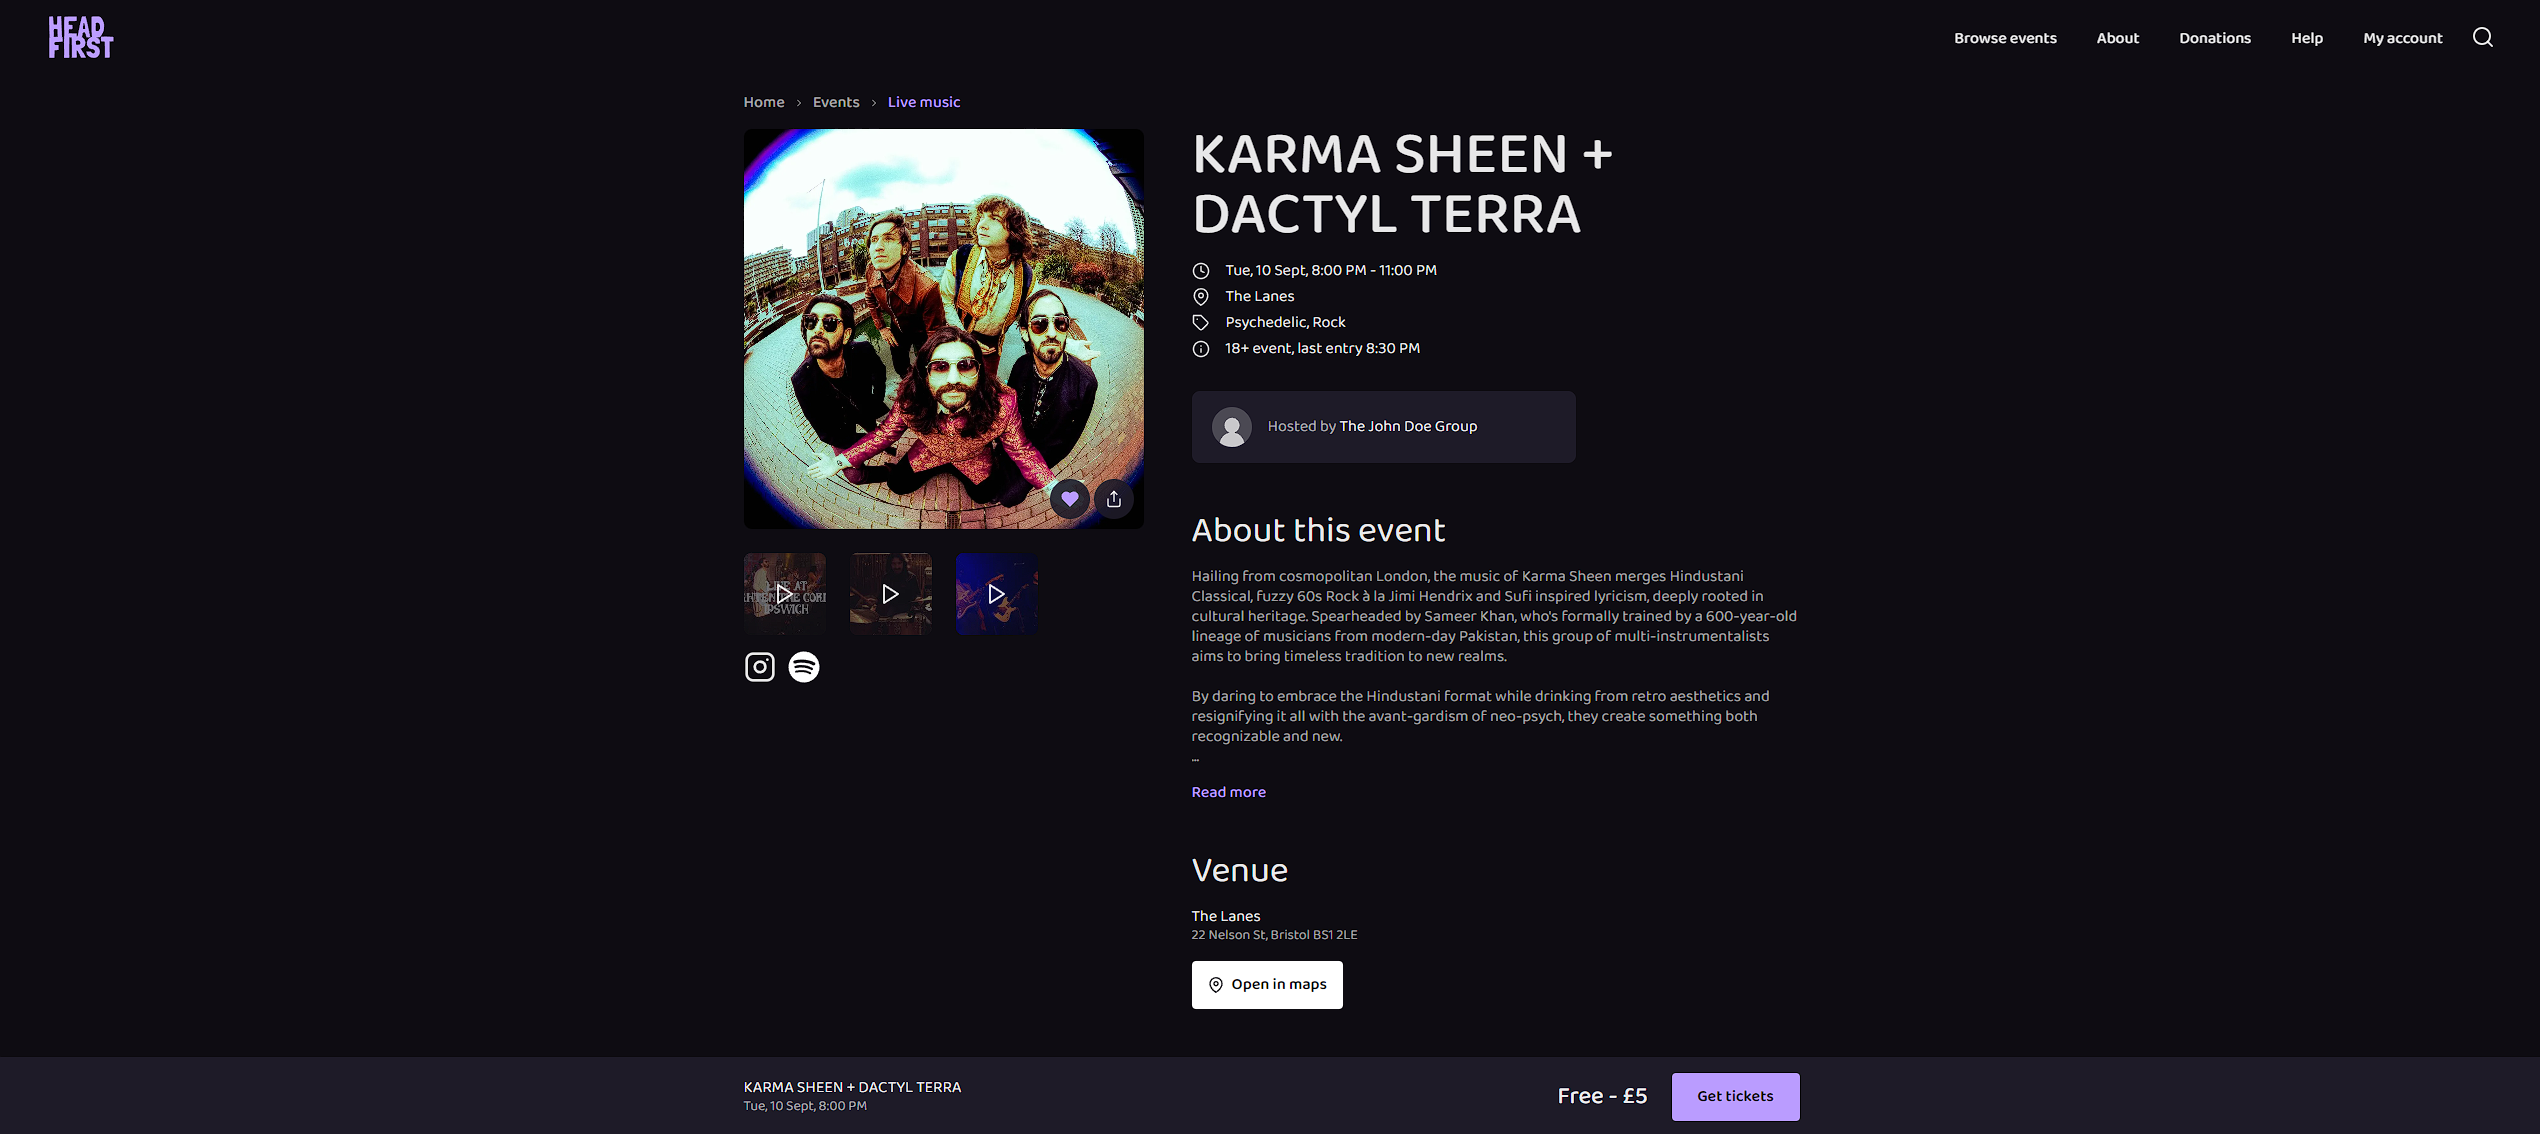 HEAD
FIRST
Browse events
About
Donations
Help
My account
Home › Events › Live music
KARMA SHEEN +
DACTYL TERRA
Tue, 10 Sept, 8:00 PM - 11:00 PM
The Lanes
Psychedelic, Rock
18+ event, last entry 8:30 PM
Hosted by The John Doe Group
LIVE AT
IPSWICH
About this event
Hailing from cosmopolitan London, the music of Karma Sheen merges Hindustani
Classical, fuzzy 60s Rock à la Jimi Hendrix and Sufi inspired lyricism, deeply rooted in
cultural heritage. Spearheaded by Sameer Khan, who's formally trained by a 600-year-old
lineage of musicians from modern-day Pakistan, this group of multi-instrumentalists
aims to bring timeless tradition to new realms.
By daring to embrace the Hindustani format while drinking from retro aesthetics and
resignifying it all with the avant-gardism of neo-psych, they create something both
recognizable and new.
...
Read more
Venue
The Lanes
22 Nelson St, Bristol BS1 2LE
Open in maps
KARMA SHEEN + DACTYL TERRA
Tue, 10 Sept, 8:00 PM
Free - £5
Get tickets